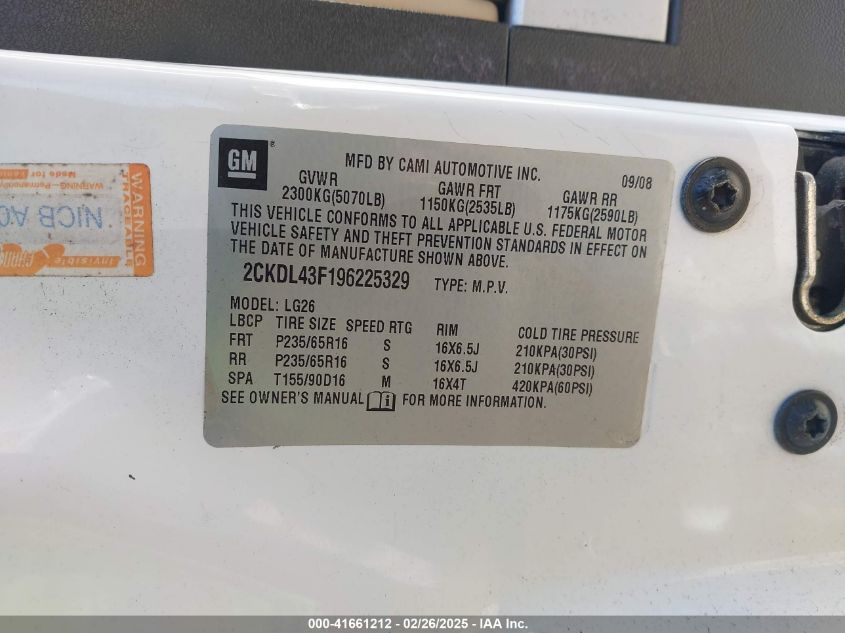 GM
MFD BY CAMI AUTOMOTIVE INC.
09/08
GVWR GAWR FRT GAWR RR
2300KG(5070LB) 1150KG(2535LB) 1175KG(2590LB)
THIS VEHICLE CONFORMS TO ALL APPLICABLE U.S. FEDERAL MOTOR
VEHICLE SAFETY AND THEFT PREVENTION STANDARDS IN EFFECT ON
THE DATE OF MANUFACTURE SHOWN ABOVE.
2CKDL43F196225329 TYPE: M.P.V.
MODEL: LG26
LBCP TIRE SIZE SPEED RTG RIM COLD TIRE PRESSURE
FRT P235/65R16 S 16X6.5J 210KPA(30PSI)
RR P235/65R16 S 16X6.5J 210KPA(30PSI)
SPA T155/90D16 M 16X4T 420KPA(60PSI)
SEE OWNER'S MANUAL FOR MORE INFORMATION.
WARNING
TRACEABLE
NICB
Invisible
000-41661212 - 02/26/2025 - IAA Inc.